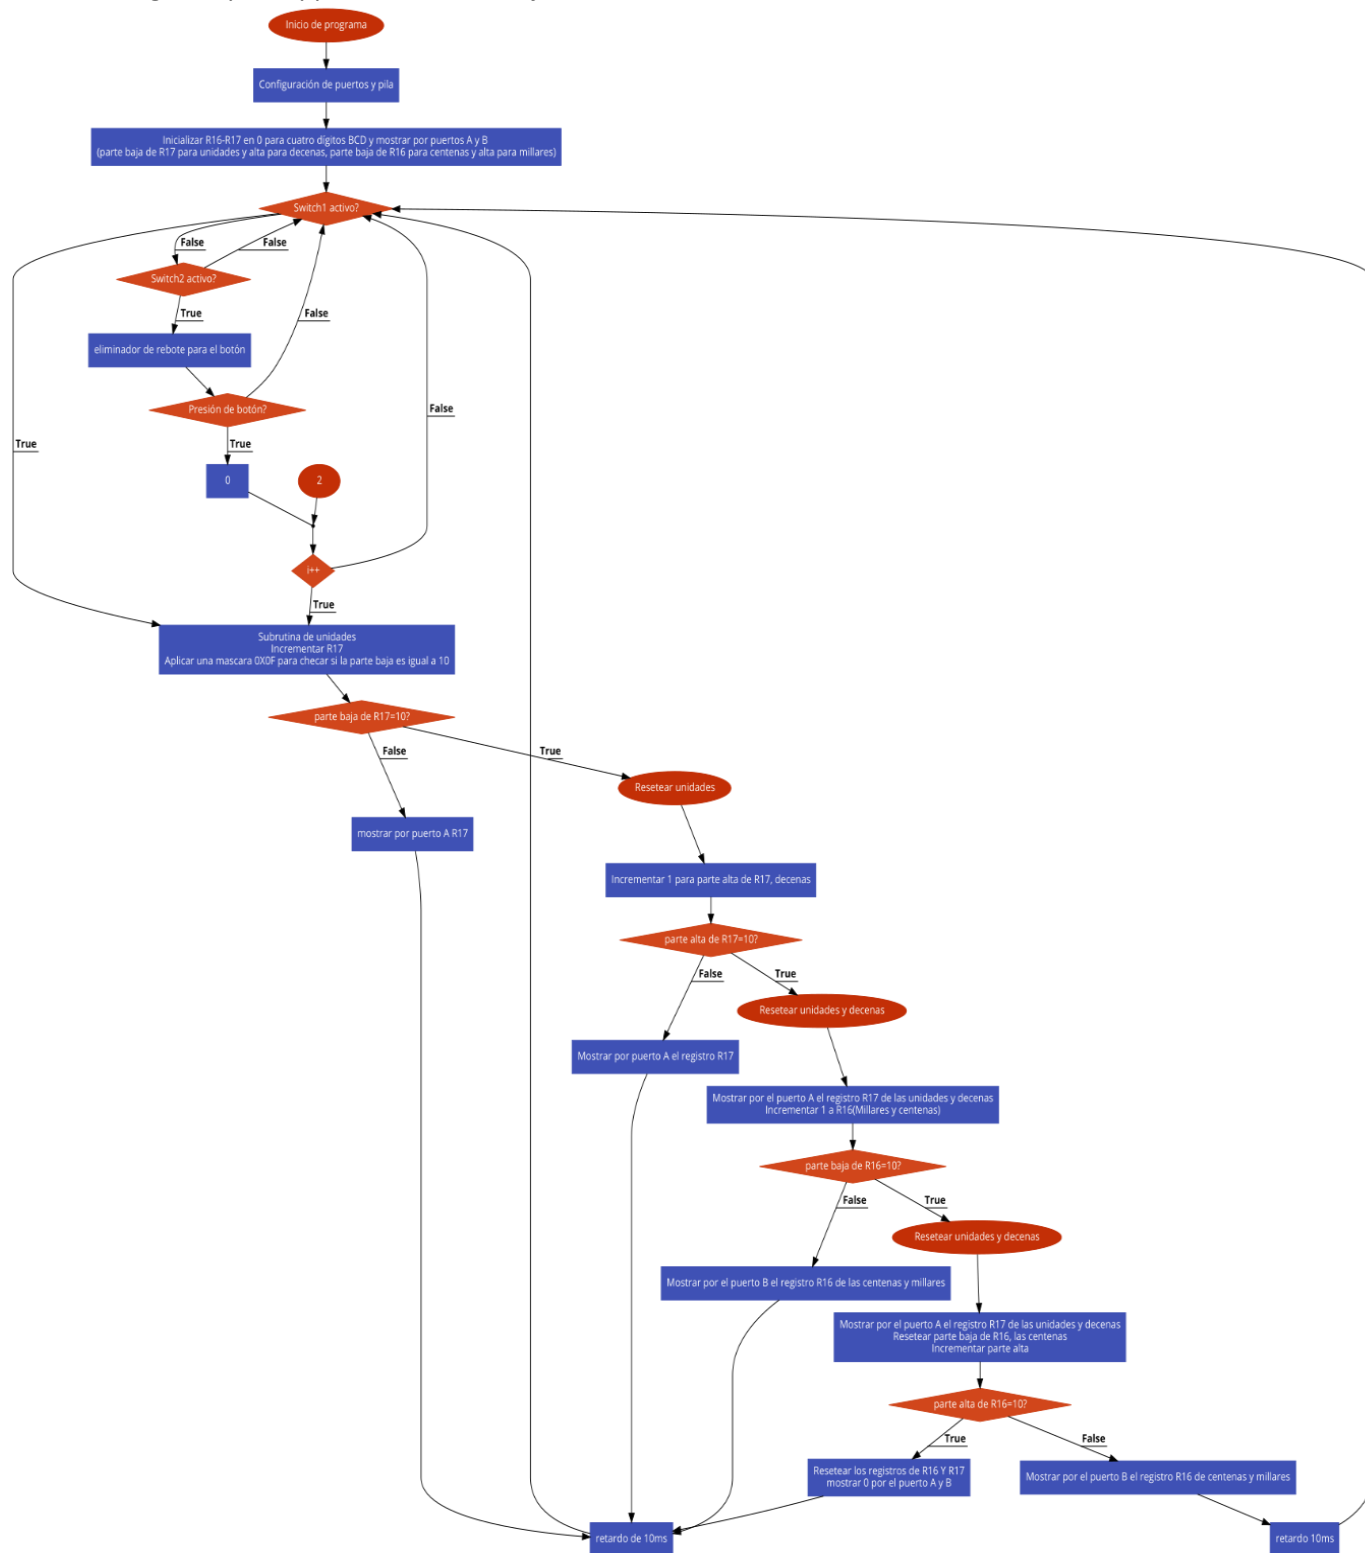 Inicio de programa
Configuración de puertos y pila
Inicializar R16-R17 en 0 para cuatro dígitos BCD y mostrar por puertos A y B
(parte baja de R17 para unidades y alta para decenas, parte baja de R16 para centenas y alta para millares)
Switch1 activo?
False
False
Switch2 activo?
True
False
eliminador de rebote para el botón
Presión de botón?
False
True
True
0
2
i++
True
Subrutina de unidades
Incrementar R17
Aplicar una mascara 0X0F para checar si la parte baja es igual a 10
parte baja de R17=10?
False
True
Resetear unidades
mostrar por puerto A R17
Incrementar 1 para parte alta de R17, decenas
parte alta de R17=10?
False
True
Resetear unidades y decenas
Mostrar por puerto A el registro R17
Mostrar por el puerto A el registro R17 de las unidades y decenas
Incrementar 1 a R16(Millares y centenas)
parte baja de R16=10?
False
True
Resetear unidades y decenas
Mostrar por el puerto B el registro R16 de las centenas y millares
Mostrar por el puerto A el registro R17 de las unidades y decenas
Resetear parte baja de R16, las centenas
Incrementar parte alta
parte alta de R16=10?
True
False
Resetear los registros de R16 Y R17
mostrar 0 por el puerto A y B
Mostrar por el puerto B el registro R16 de centenas y millares
retardo de 10ms
retardo 10ms